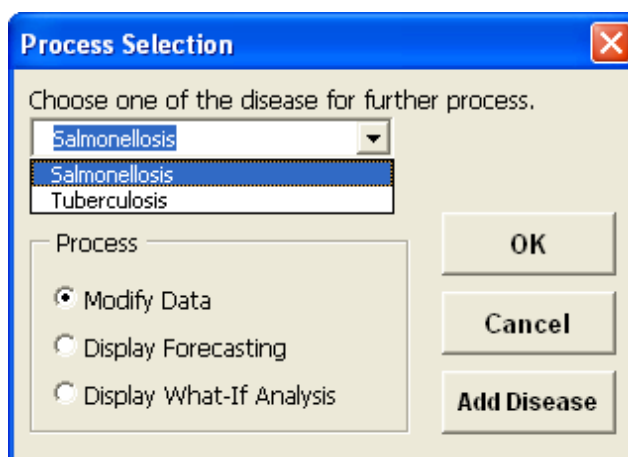 Process Selection
Choose one of the disease for further process.
Salmonellosis
Salmonellosis
Tuberculosis
Process
Modify Data
Display Forecasting
Display What-If Analysis
OK
Cancel
Add Disease